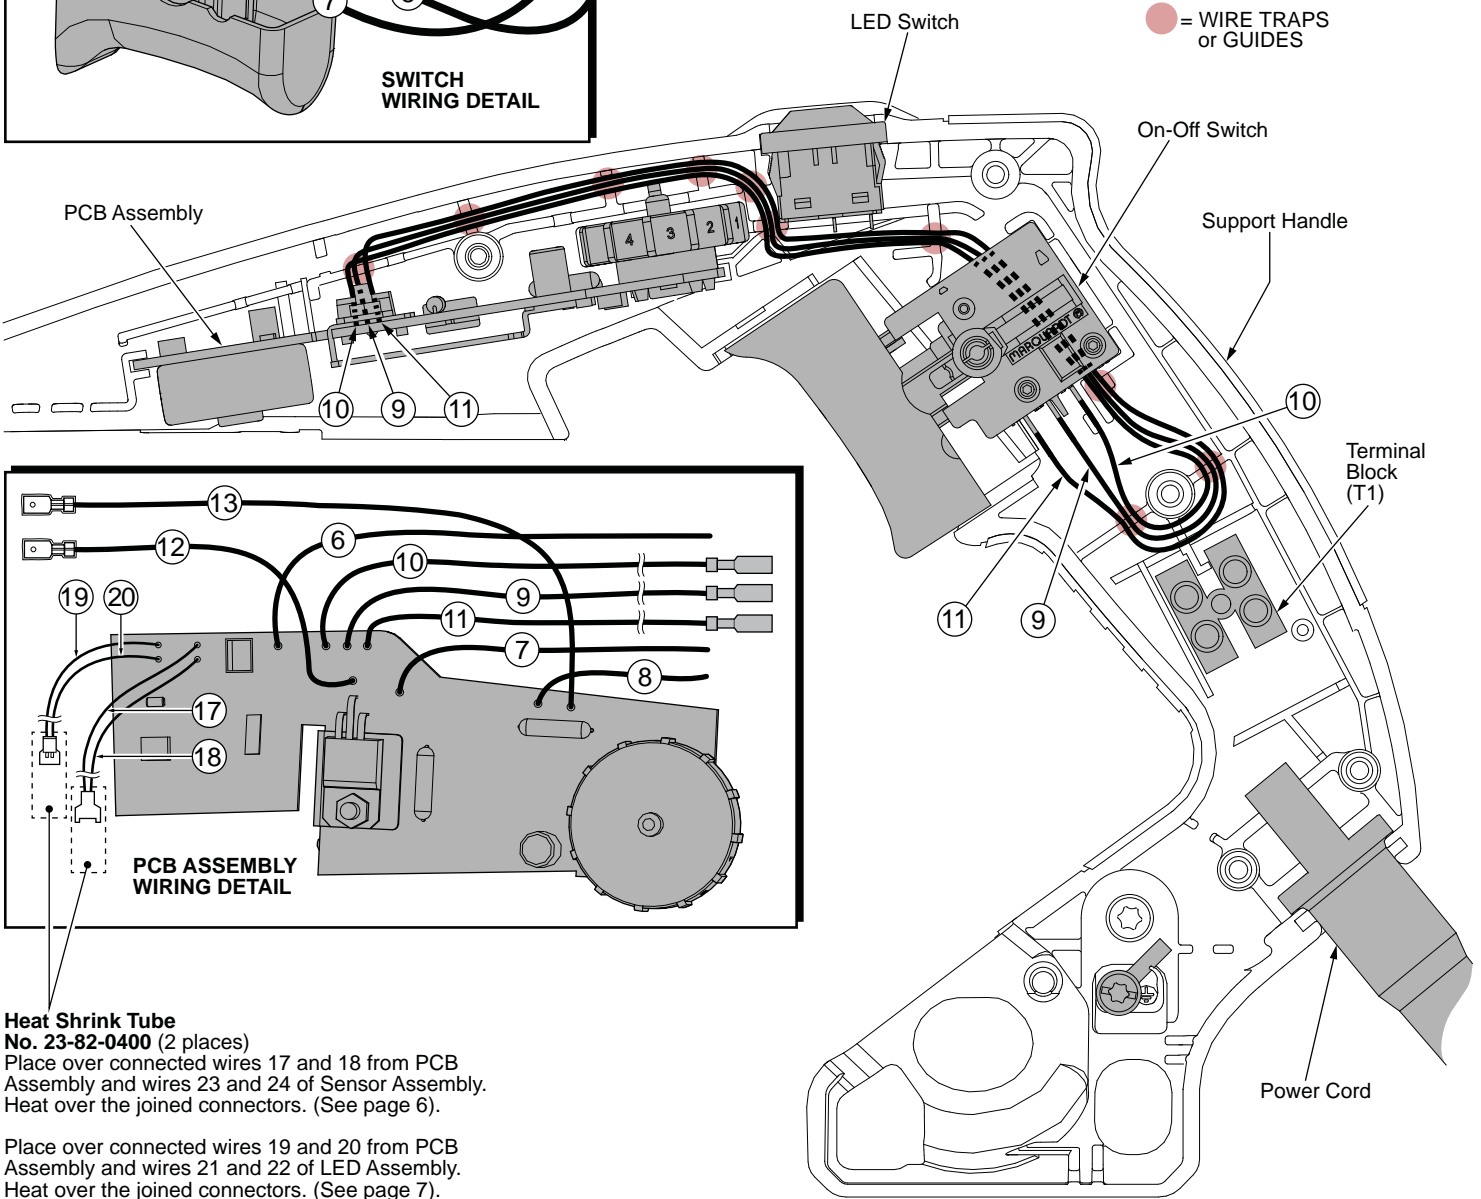 7
SWITCH
WIRING DETAIL
LED Switch
= WIRE TRAPS
or GUIDES
On-Off Switch
PCB Assembly
Support Handle
4
3
2
1
MARQUARDT
10
9
11
10
Terminal
Block
(T1)
11
9
13
12
6
10
9
11
7
8
19
20
17
18
PCB ASSEMBLY
WIRING DETAIL
Heat Shrink Tube
No. 23-82-0400 (2 places)
Place over connected wires 17 and 18 from PCB
Assembly and wires 23 and 24 of Sensor Assembly.
Heat over the joined connectors. (See page 6).
Place over connected wires 19 and 20 from PCB
Assembly and wires 21 and 22 of LED Assembly.
Heat over the joined connectors. (See page 7).
Power Cord